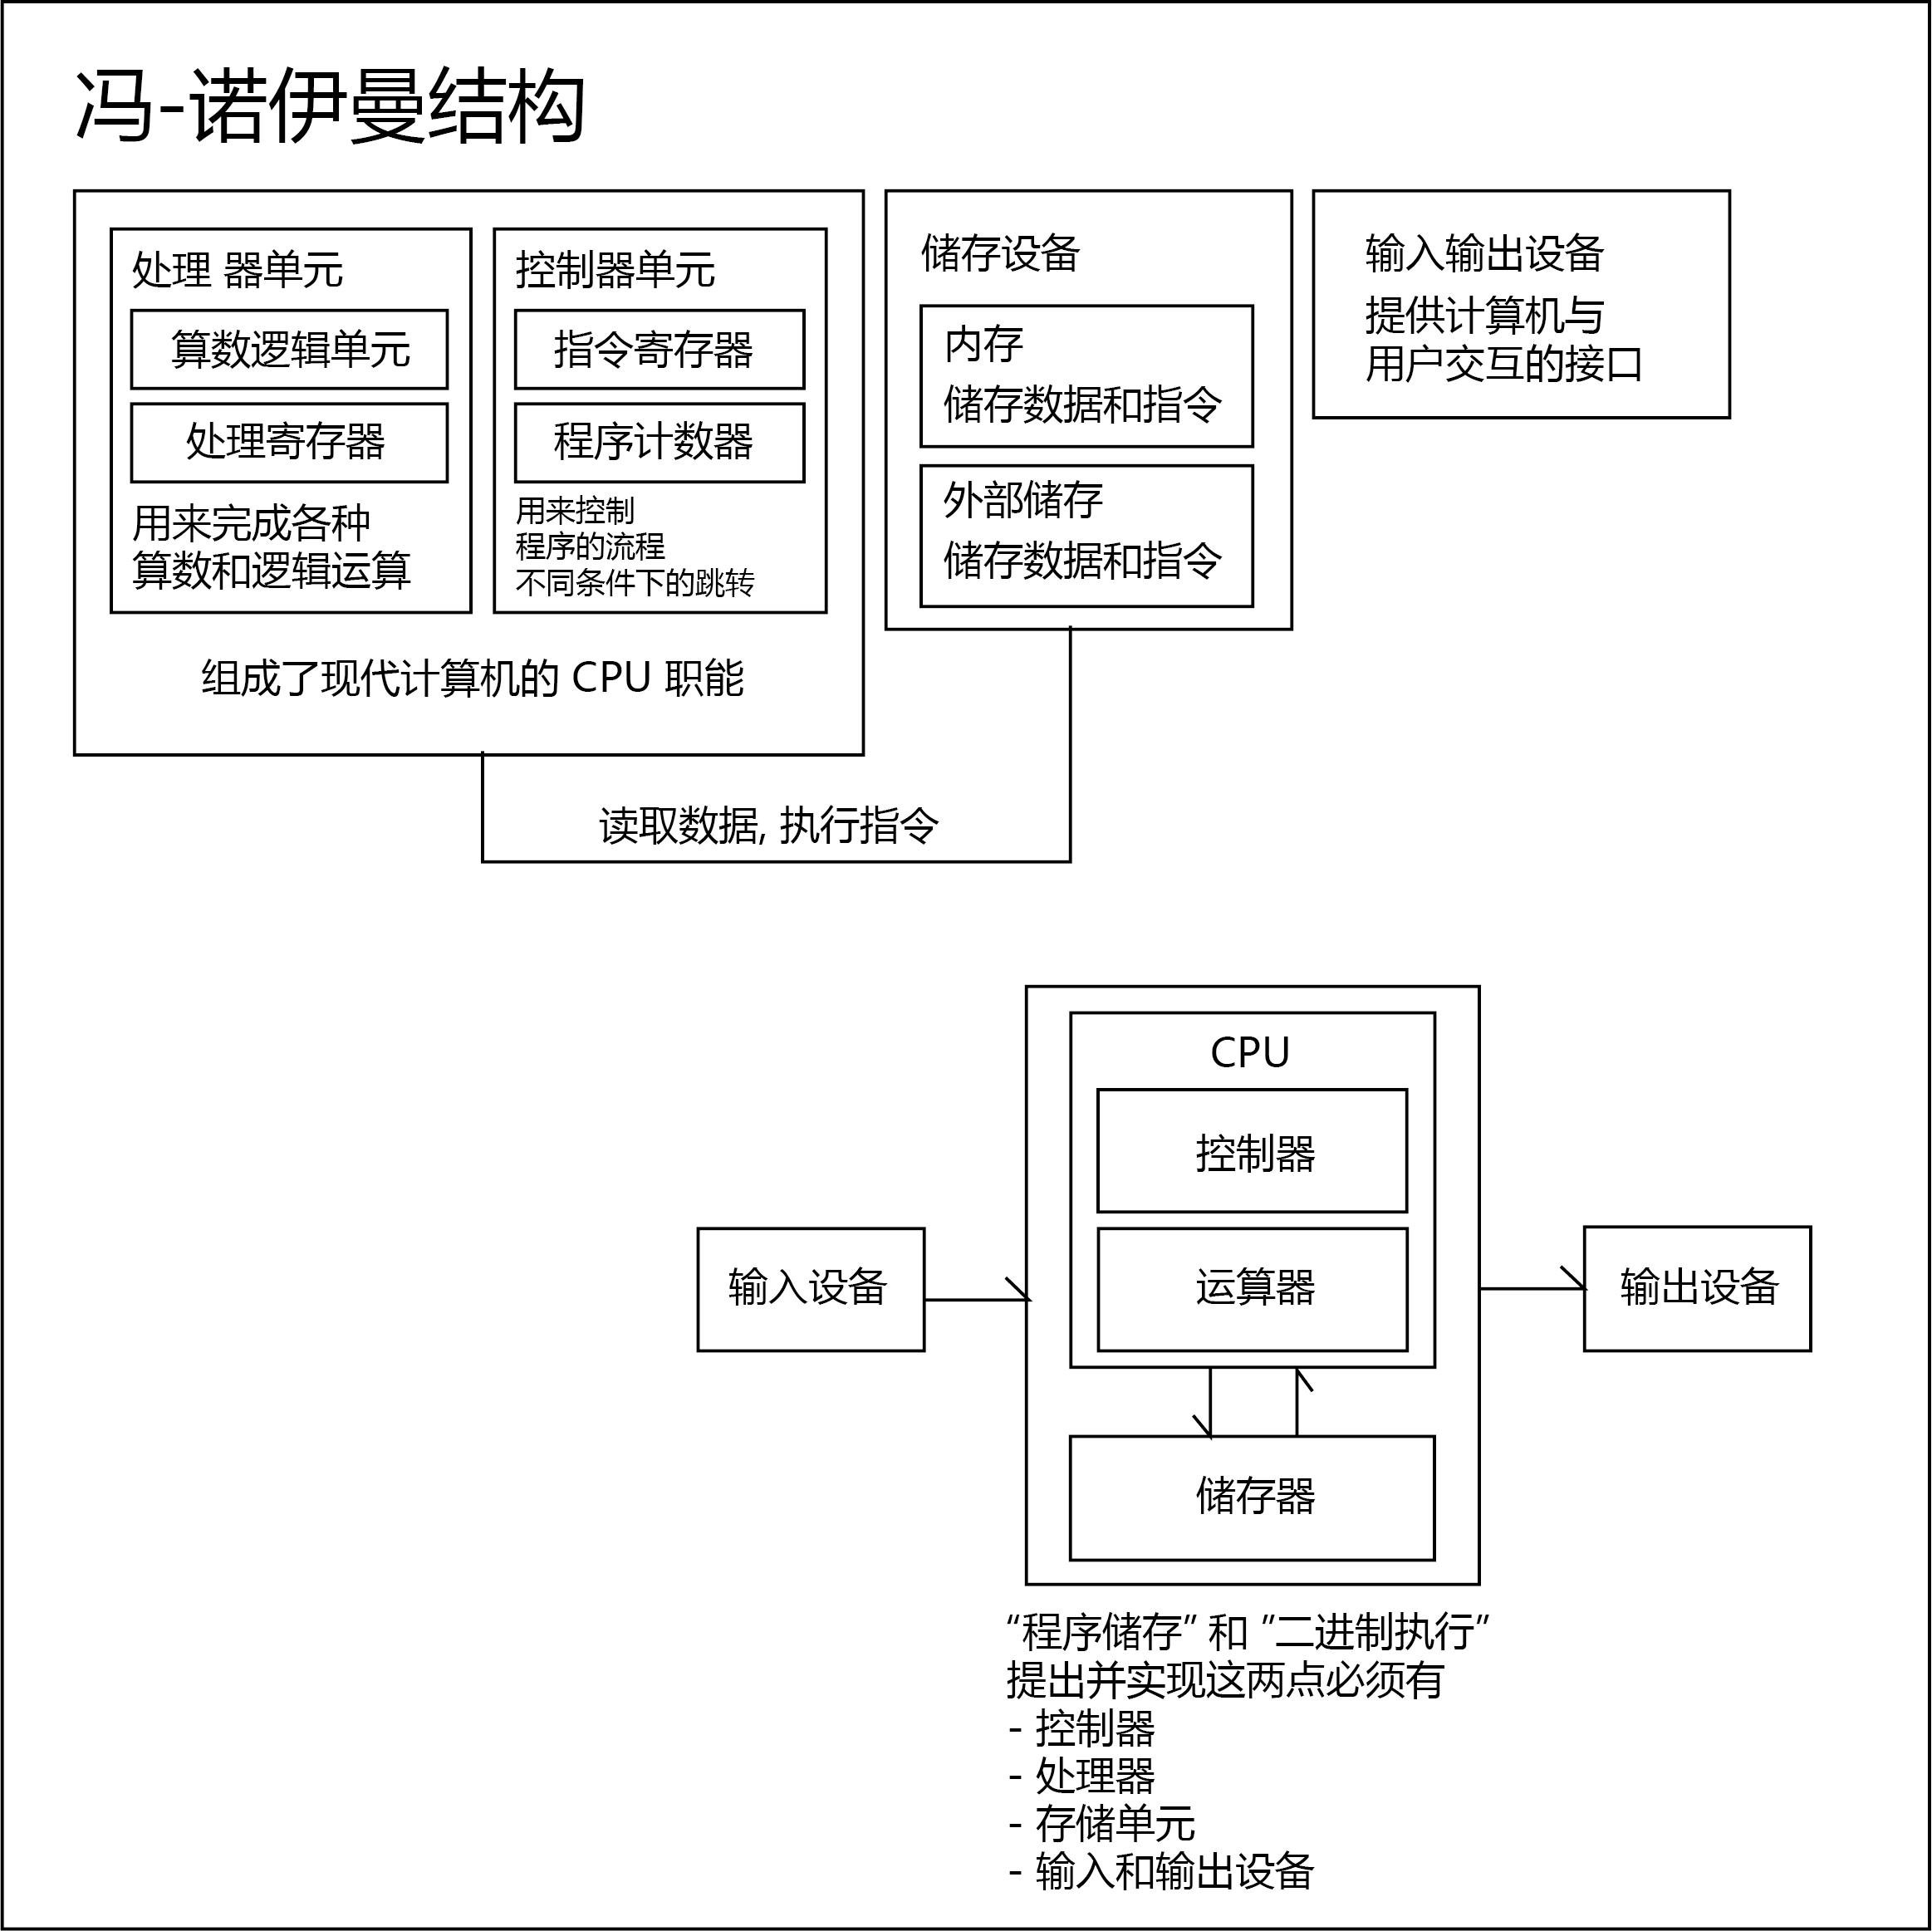 冯-诺伊曼结构
处理 器单元
算数逻辑单元
处理寄存器
用来完成各种
算数和逻辑运算
控制器单元
指令寄存器
程序计数器
用来控制
程序的流程
不同条件下的跳转
组成了现代计算机的 CPU 职能
储存设备
内存
储存数据和指令
外部储存
储存数据和指令
输入输出设备
提供计算机与
用户交互的接口
读取数据, 执行指令
CPU
控制器
运算器
输入设备
输出设备
储存器
“程序储存” 和 ”二进制执行”
提出并实现这两点必须有
- 控制器
- 处理器
- 存储单元
- 输入和输出设备